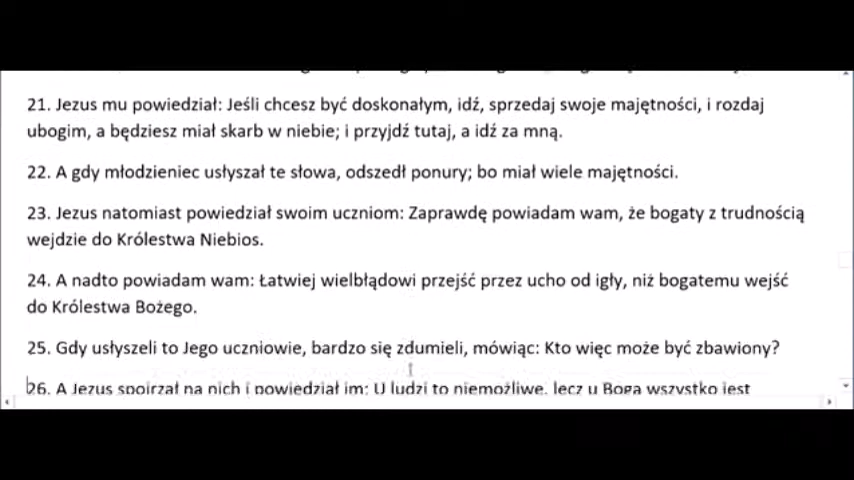 21. Jezus mu powiedział: Jeśli chcesz być doskonałym, idź, sprzedaj swoje majętności, i rozdaj
ubogim, a będziesz miał skarb w niebie; i przyjdź tutaj, a idź za mną.
22. A gdy młodzieniec usłyszał te słowa, odszedł ponury; bo miał wiele majętności.
23. Jezus natomiast powiedział swoim uczniom: Zaprawdę powiadam wam, że bogaty z trudnością
wejdzie do Królestwa Niebios.
24. A nadto powiadam wam: Łatwiej wielbłądowi przejść przez ucho od igły, niż bogatemu wejść
do Królestwa Bożego.
25. Gdy usłyszeli to Jego uczniowie, bardzo się zdumieli, mówiąc: Kto więc może być zbawiony?
26. A Jezus spojrzał na nich i powiedział im: U ludzi to niemożliwe, lecz u Boga wszystko jest